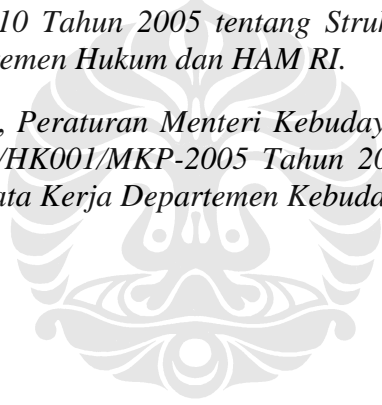 10 Tahun 2005 tentang Struk
emen Hukum dan HAM RI.
, Peraturan Menteri Kebuday
/HK001/MKP-2005 Tahun 20
ata Kerja Departemen Kebuda